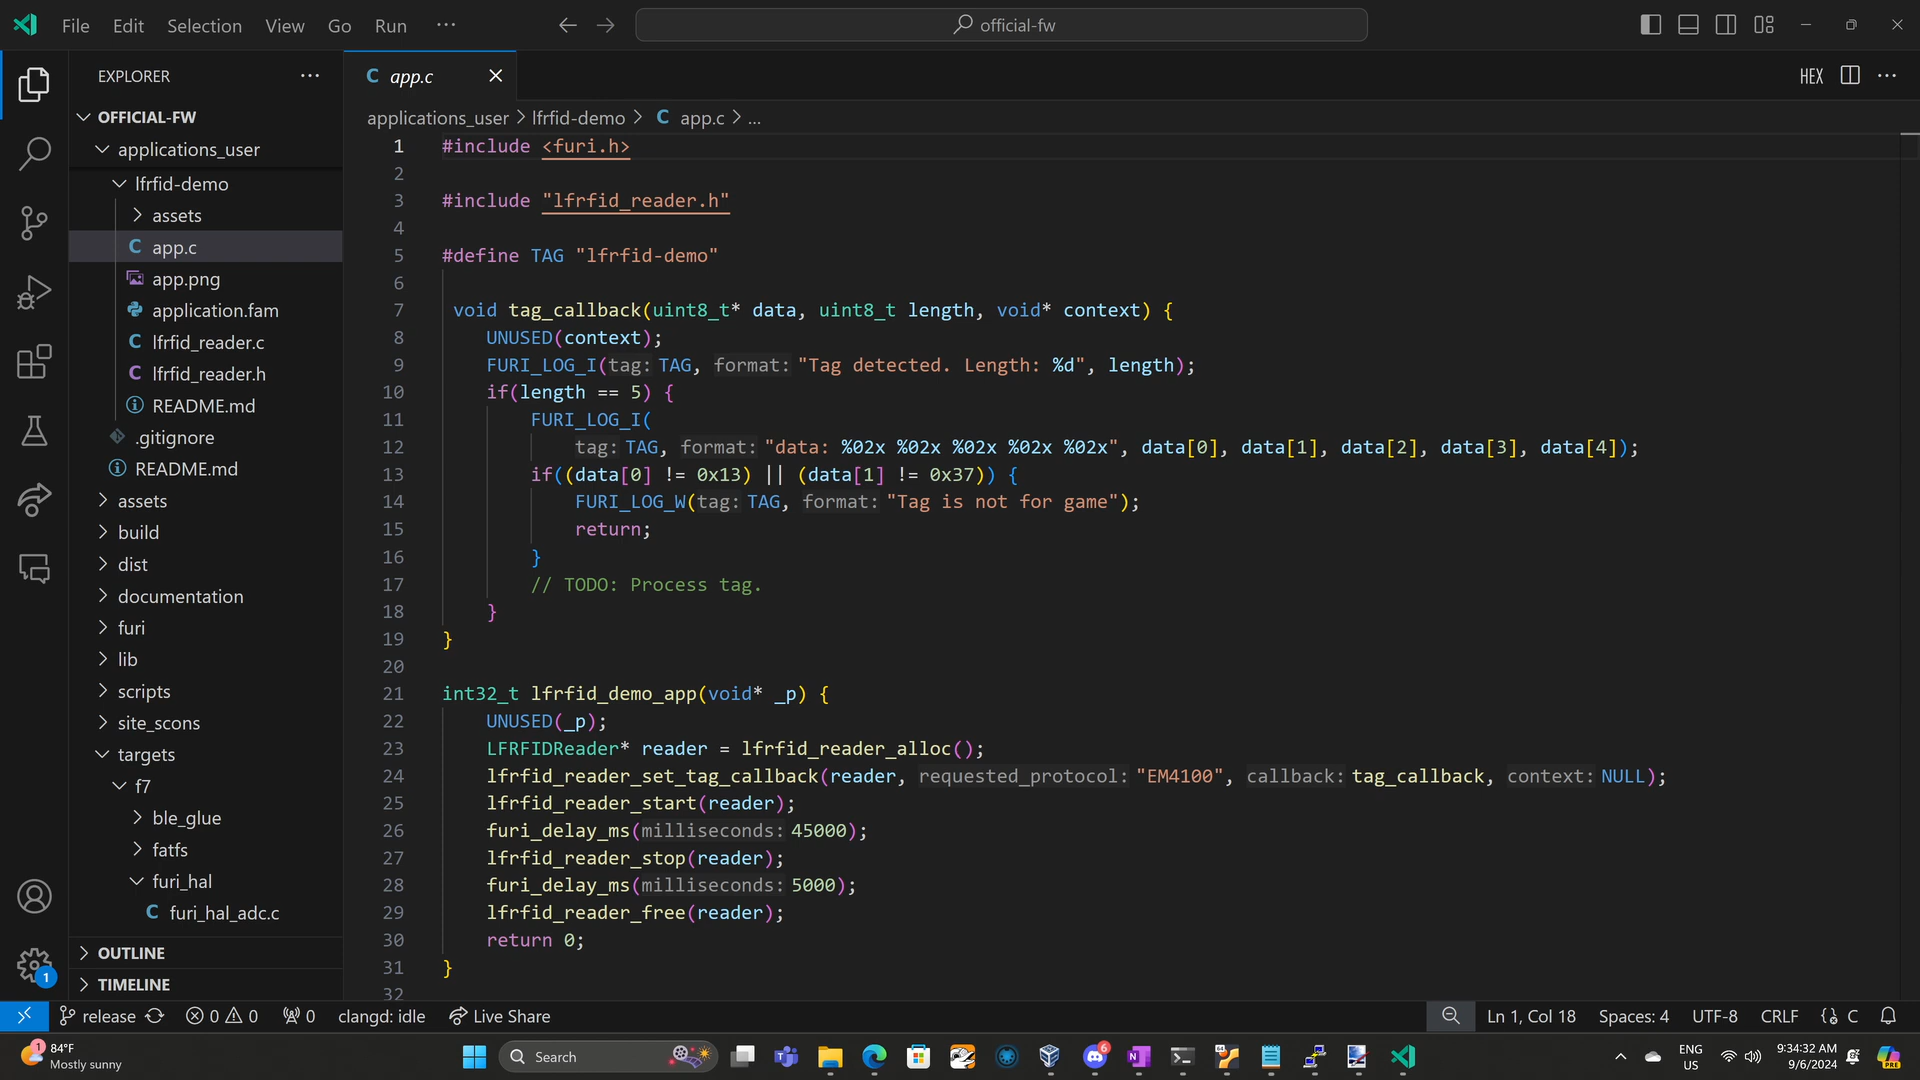 File Edit Selection View Go Run ···
official-fw
EXPLORER ···
OFFICIAL-FW
applications_user
lfrfid-demo
assets
C app.c
app.png
application.fam
C lfrfid_reader.c
C lfrfid_reader.h
README.md
.gitignore
README.md
assets
build
dist
documentation
furi
lib
scripts
site_scons
targets
f7
ble_glue
fatfs
furi_hal
C furi_hal_adc.c
OUTLINE
TIMELINE
C app.c
HEX ···
applications_user > lfrfid-demo > C app.c > ...
1 #include <furi.h>
2
3 #include "lfrfid_reader.h"
4
5 #define TAG "lfrfid-demo"
6
7 void tag_callback(uint8_t* data, uint8_t length, void* context) {
8 UNUSED(context);
9 FURI_LOG_I(tag: TAG, format: "Tag detected. Length: %d", length);
10 if(length == 5) {
11 FURI_LOG_I(
12 tag: TAG, format: "data: %02x %02x %02x %02x %02x", data[0], data[1], data[2], data[3], data[4]);
13 if((data[0] != 0x13) || (data[1] != 0x37)) {
14 FURI_LOG_W(tag: TAG, format: "Tag is not for game");
15 return;
16 }
17 // TODO: Process tag.
18 }
19 }
20
21 int32_t lfrfid_demo_app(void* _p) {
22 UNUSED(_p);
23 LFRFIDReader* reader = lfrfid_reader_alloc();
24 lfrfid_reader_set_tag_callback(reader, requested_protocol: "EM4100", callback: tag_callback, context: NULL);
25 lfrfid_reader_start(reader);
26 furi_delay_ms(milliseconds: 45000);
27 lfrfid_reader_stop(reader);
28 furi_delay_ms(milliseconds: 5000);
29 lfrfid_reader_free(reader);
30 return 0;
31 }
32
1
release 0 0 0 clangd: idle Live Share
Ln 1, Col 18 Spaces: 4 UTF-8 CRLF C
1 84°F
Mostly sunny
Search
6
ENG
US
9:34:32 AM
9/6/2024
PRE